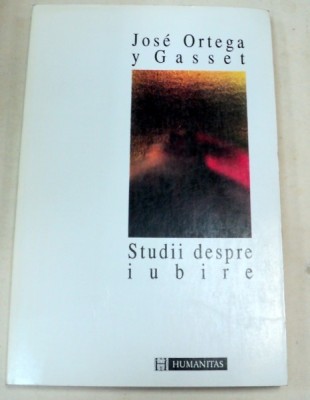 José Ortega
y Gasset
Studii despre
iubire
HUMANITAS